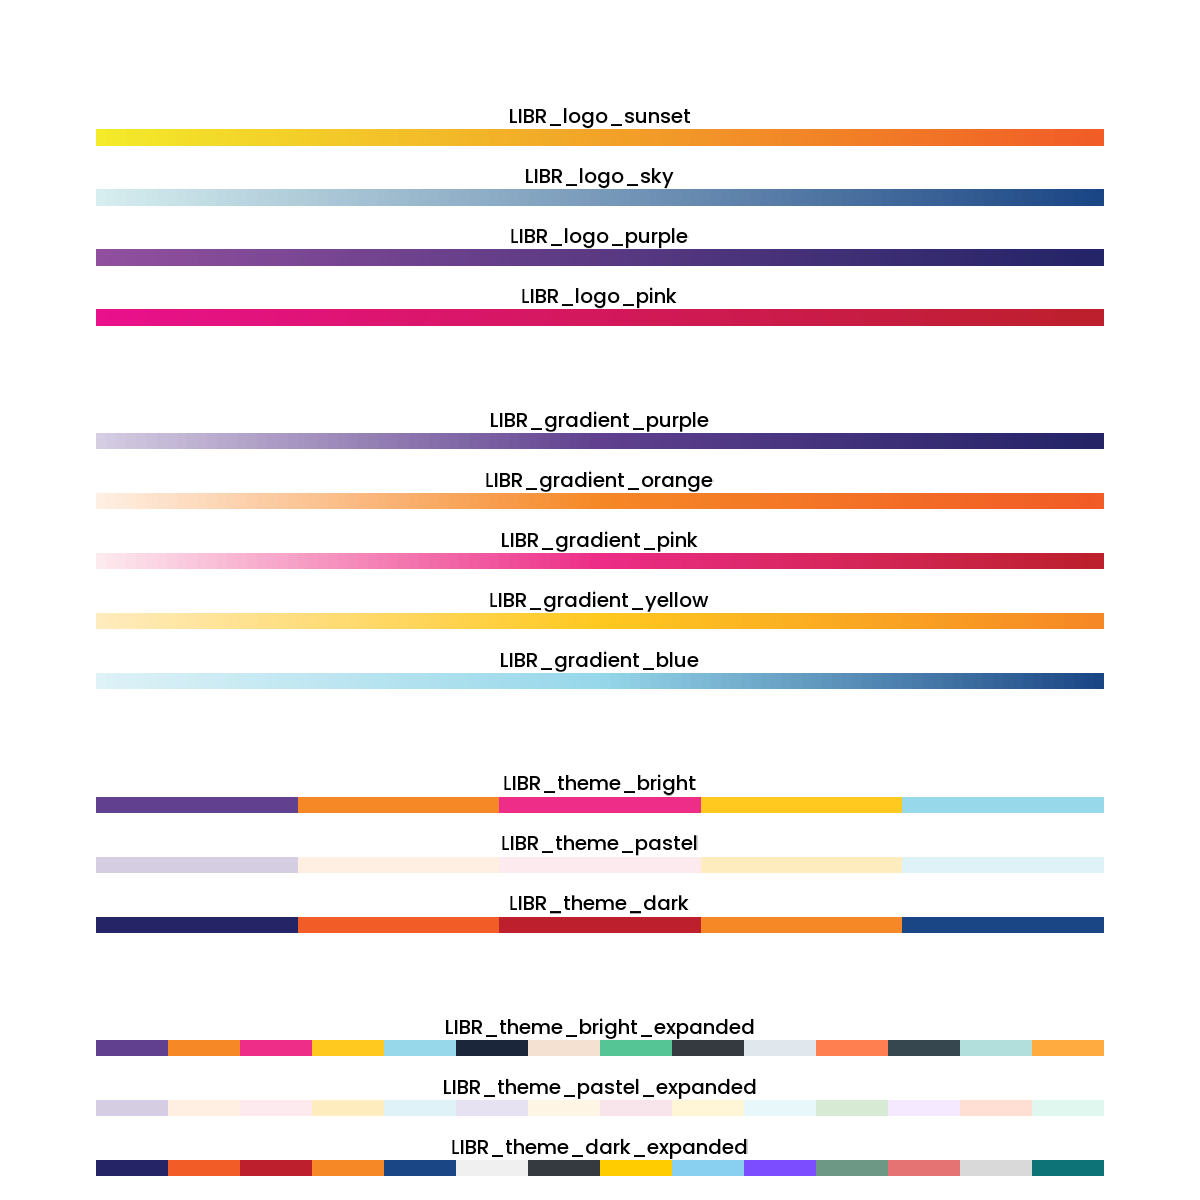 LIBR_logo_sunset
LIBR_logo_sky
LIBR_logo_purple
LIBR_logo_pink
LIBR_gradient_purple
LIBR_gradient_orange
LIBR_gradient_pink
LIBR_gradient_yellow
LIBR_gradient_blue
LIBR_theme_bright
LIBR_theme_pastel
LIBR_theme_dark
LIBR_theme_bright_expanded
LIBR_theme_pastel_expanded
LIBR_theme_dark_expanded